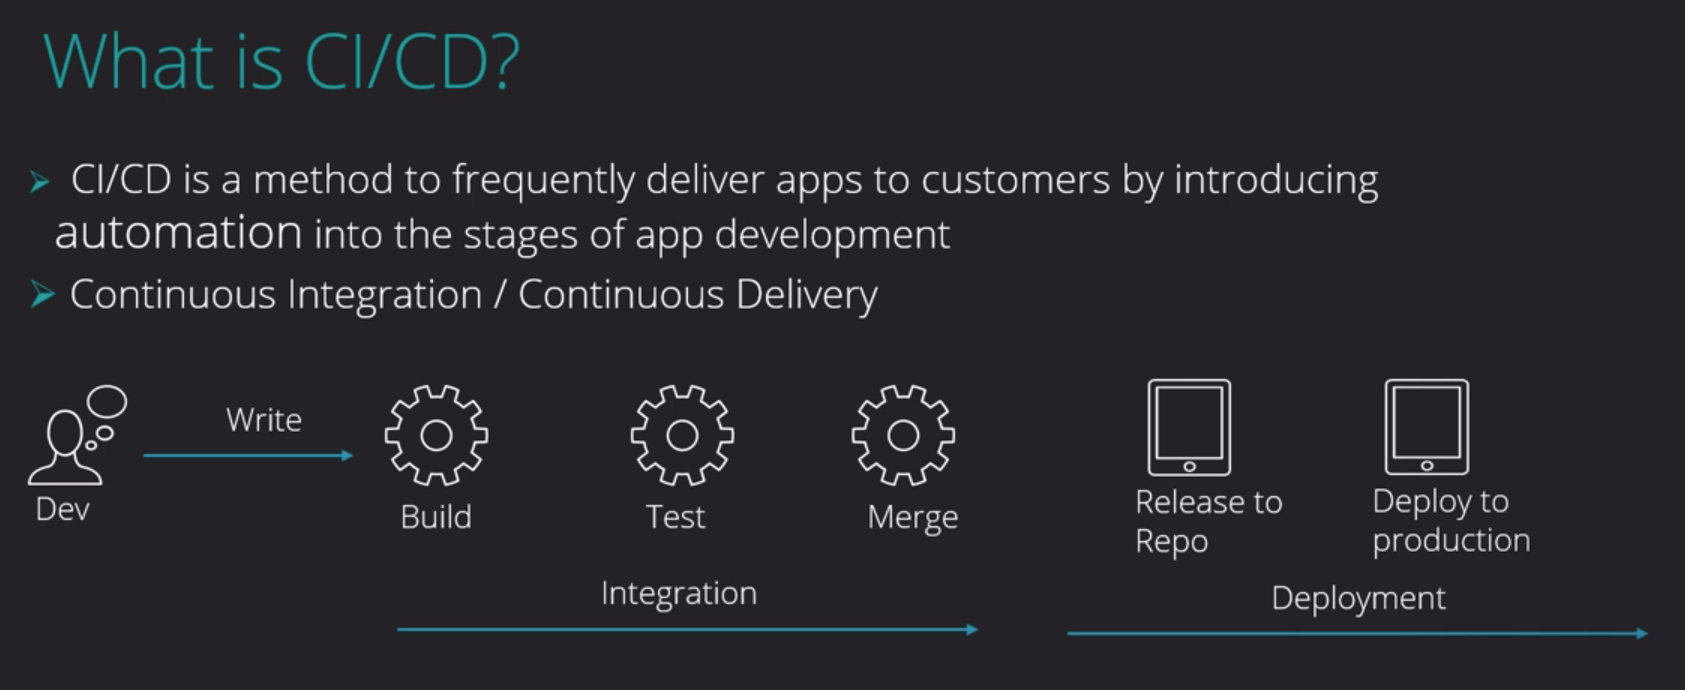 What is CI/CD?
CI/CD is a method to frequently deliver apps to customers by introducing
automation into the stages of app development
Continuous Integration / Continuous Delivery
Write
Dev
Build
Test
Merge
Release to
Repo
Deploy to
production
Integration
Deployment